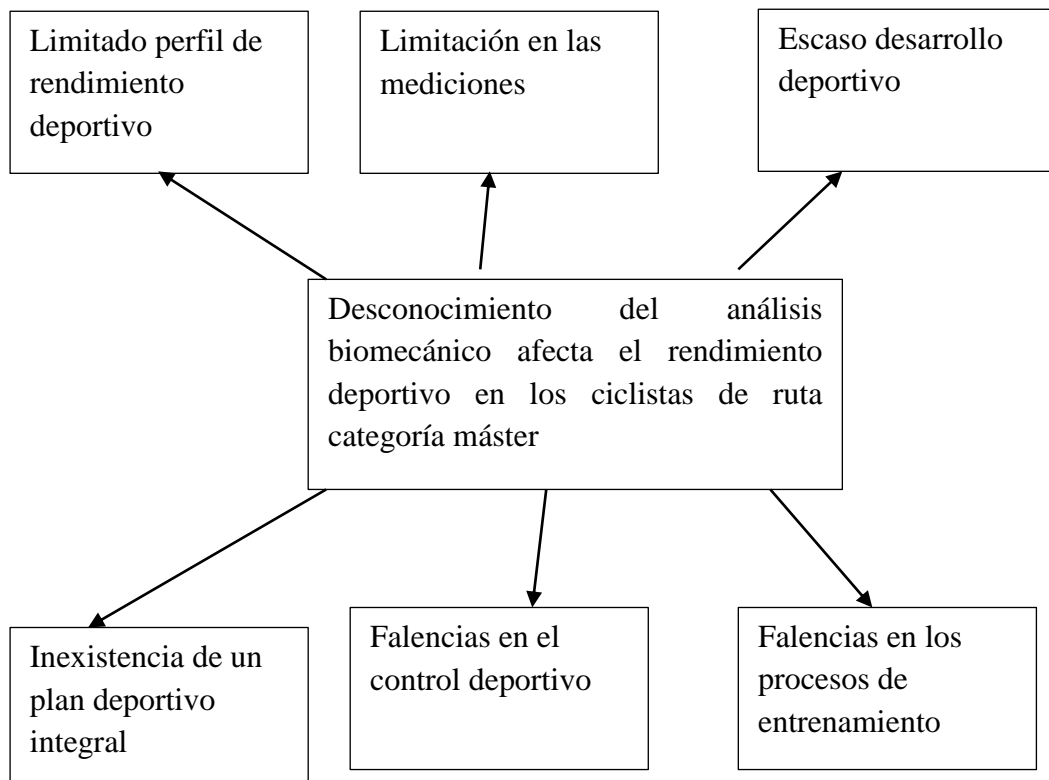 Limitado perfil de
rendimiento
deportivo
Limitación en las
mediciones
Escaso desarrollo
deportivo
Desconocimiento del análisis
biomecánico afecta el rendimiento
deportivo en los ciclistas de ruta
categoría máster
Inexistencia de un
plan deportivo
integral
Falencias en el
control deportivo
Falencias en los
procesos de
entrenamiento